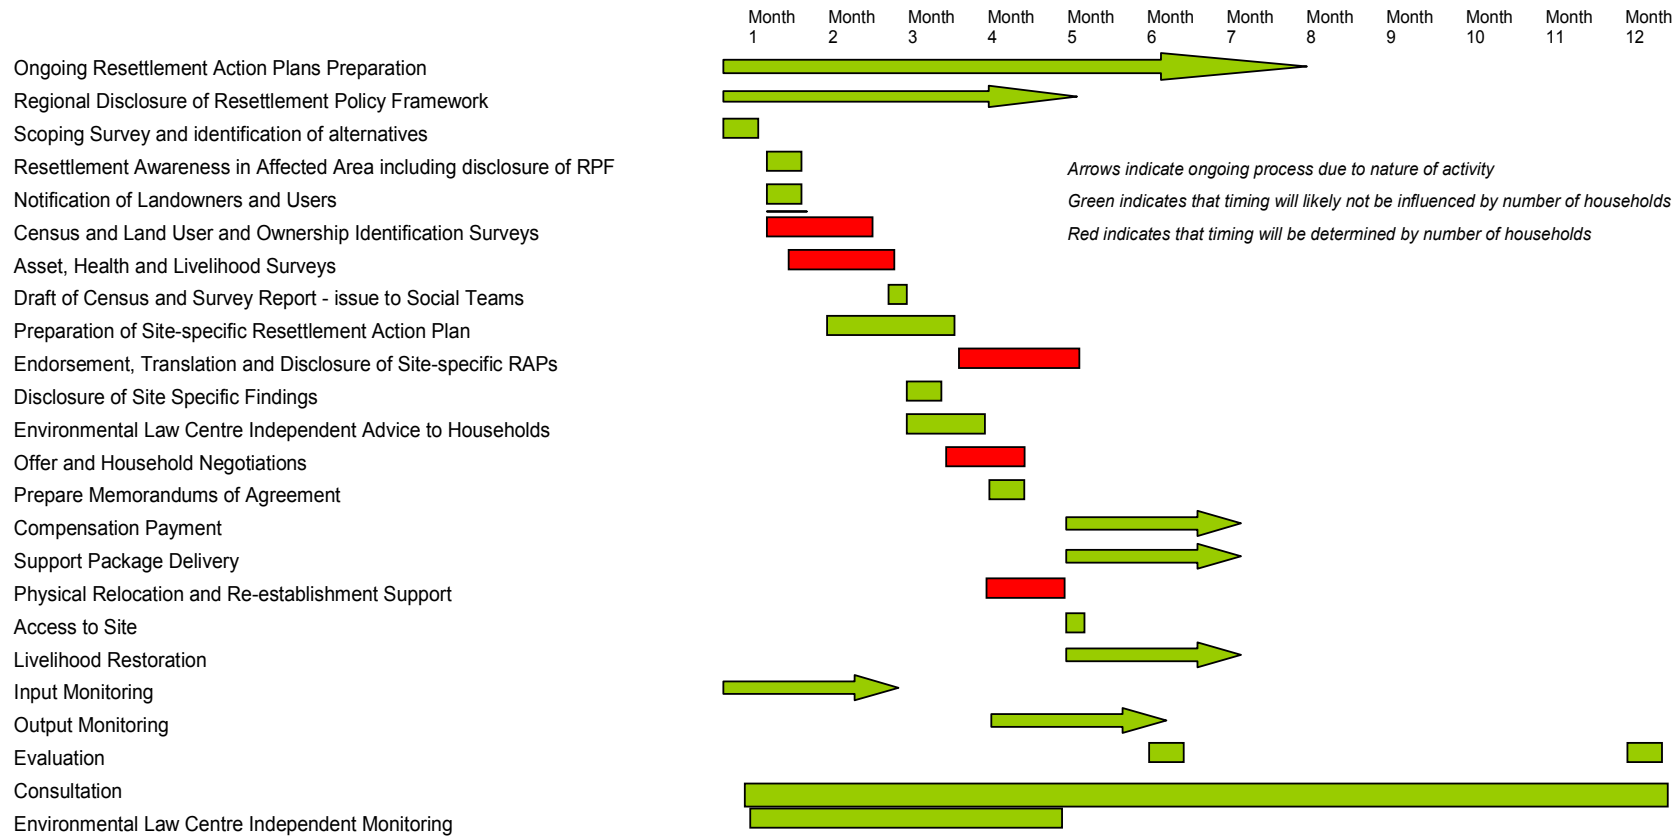 Month Month Month Month Month Month Month Month Month Month Month Month
1 2 3 4 5 6 7 8 9 10 11 12
Ongoing Resettlement Action Plans Preparation
Regional Disclosure of Resettlement Policy Framework
Scoping Survey and identification of alternatives
Resettlement Awareness in Affected Area including disclosure of RPF
Arrows indicate ongoing process due to nature of activity
Notification of Landowners and Users
Green indicates that timing will likely not be influenced by number of households
Census and Land User and Ownership Identification Surveys
Red indicates that timing will be determined by number of households
Asset, Health and Livelihood Surveys
Draft of Census and Survey Report - issue to Social Teams
Preparation of Site-specific Resettlement Action Plan
Endorsement, Translation and Disclosure of Site-specific RAPs
Disclosure of Site Specific Findings
Environmental Law Centre Independent Advice to Households
Offer and Household Negotiations
Prepare Memorandums of Agreement
Compensation Payment
Support Package Delivery
Physical Relocation and Re-establishment Support
Access to Site
Livelihood Restoration
Input Monitoring
Output Monitoring
Evaluation
Consultation
Environmental Law Centre Independent Monitoring